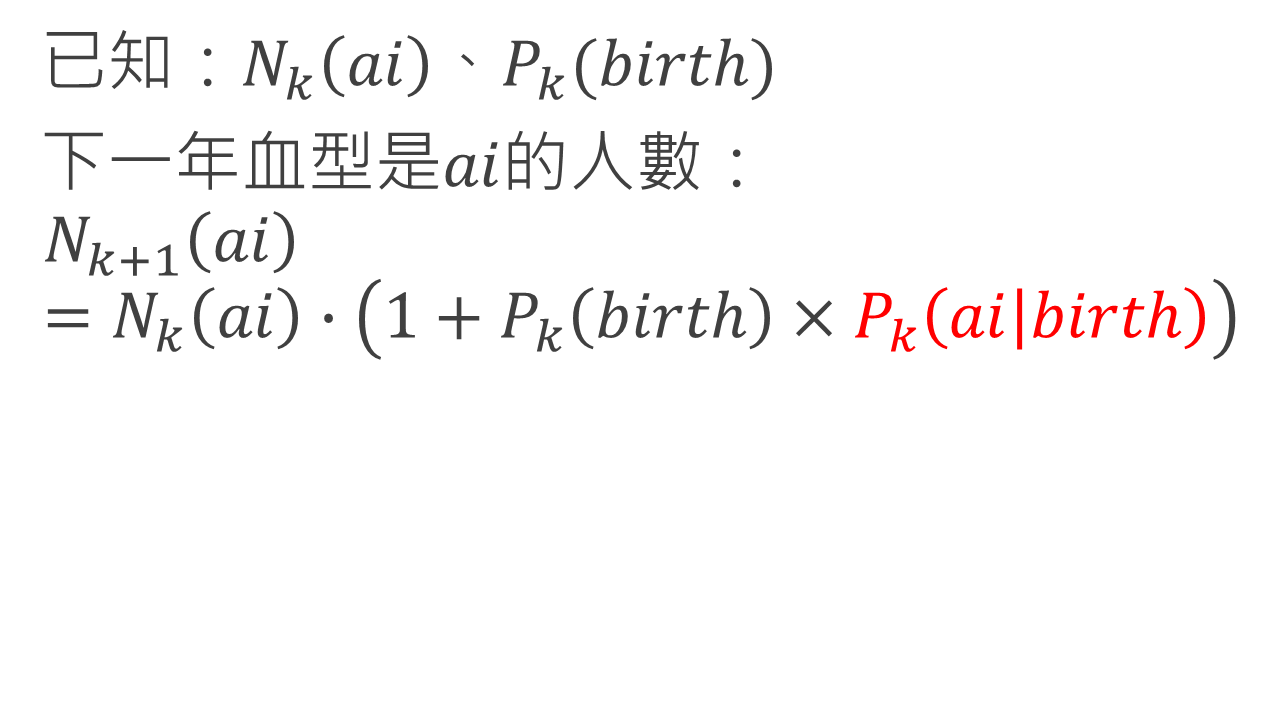 已知：N_k(ai)、P_k(birth)
下一年血型是ai的人數：
N_{k+1}(ai)
= N_k(ai) · (1 + P_k(birth) × P_k(ai|birth))